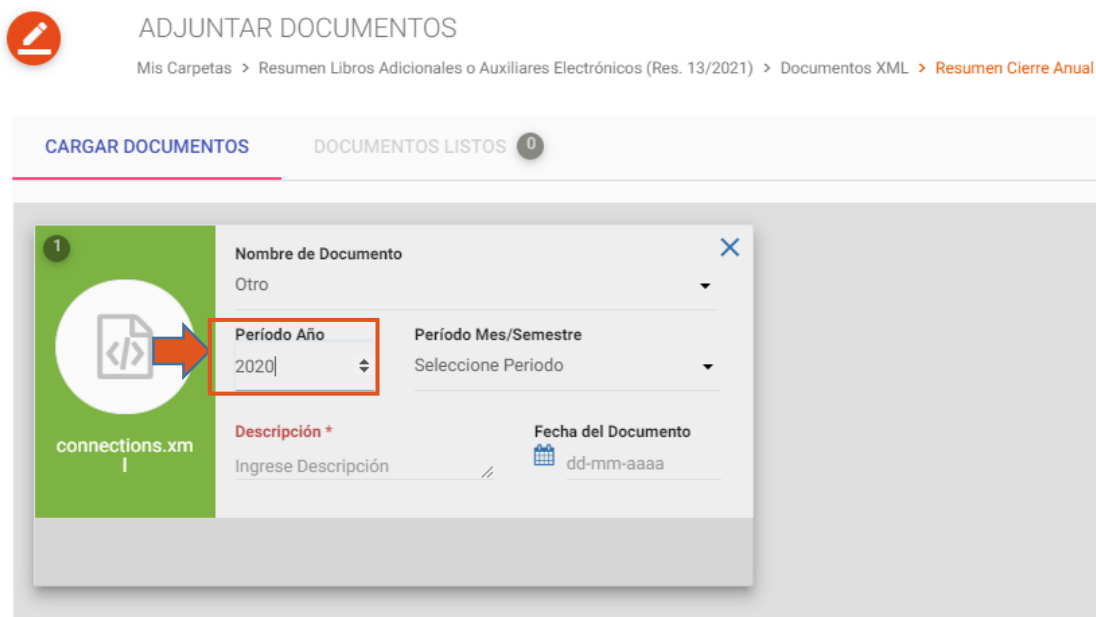 ADJUNTAR DOCUMENTOS
Mis Carpetas > Resumen Libros Adicionales o Auxiliares Electrónicos (Res. 13/2021) > Documentos XML > Resumen Cierre Anual
CARGAR DOCUMENTOS
DOCUMENTOS LISTOS 0
1
Nombre de Documento
Otro
Período Año
Período Mes/Semestre
2020
Seleccione Periodo
connections.xm
l
Descripción *
Fecha del Documento
Ingrese Descripción
dd-mm-aaaa